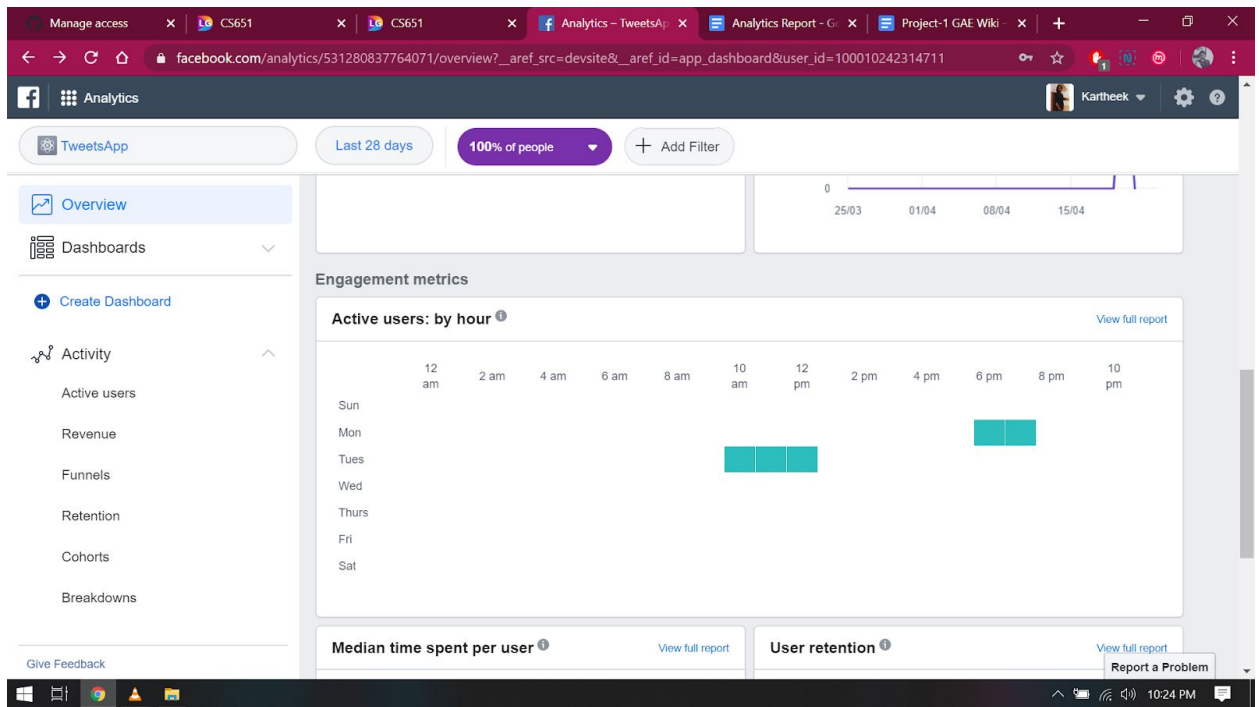 Manage access
CS651
CS651
Analytics – TweetsAp
Analytics Report - Go
Project-1 GAE Wiki -
facebook.com/analytics/531280837764071/overview?__aref_src=devsite&__aref_id=app_dashboard&user_id=100010242314711
Analytics
Kartheek
TweetsApp
Last 28 days
100% of people
Add Filter
Overview
Dashboards
Create Dashboard
Activity
Active users
Revenue
Funnels
Retention
Cohorts
Breakdowns
Give Feedback
0
25/03 01/04 08/04 15/04
Engagement metrics
Active users: by hour
View full report
12 am 2 am 4 am 6 am 8 am 10 am 12 pm 2 pm 4 pm 6 pm 8 pm 10 pm
Sun
Mon
Tues
Wed
Thurs
Fri
Sat
Median time spent per user
View full report
User retention
View full report
Report a Problem
10:24 PM